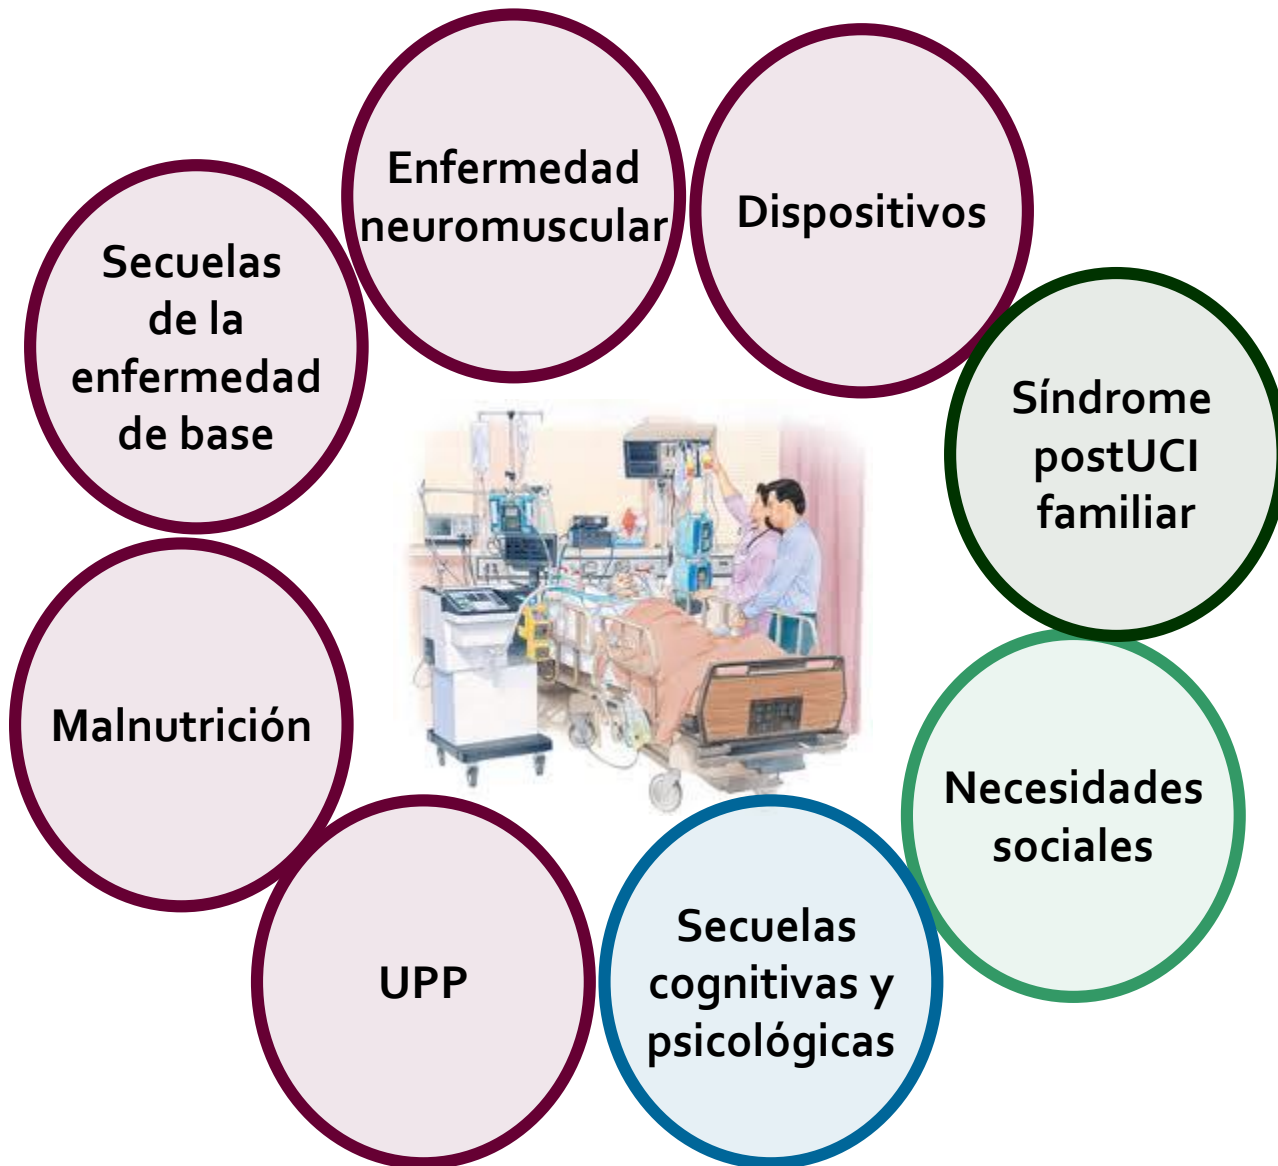 Enfermedad
neuromuscular
Dispositivos
Secuelas
de la
enfermedad
de base
Síndrome
postUCI
familiar
Malnutrición
Necesidades
sociales
UPP
Secuelas
cognitivas y
psicológicas